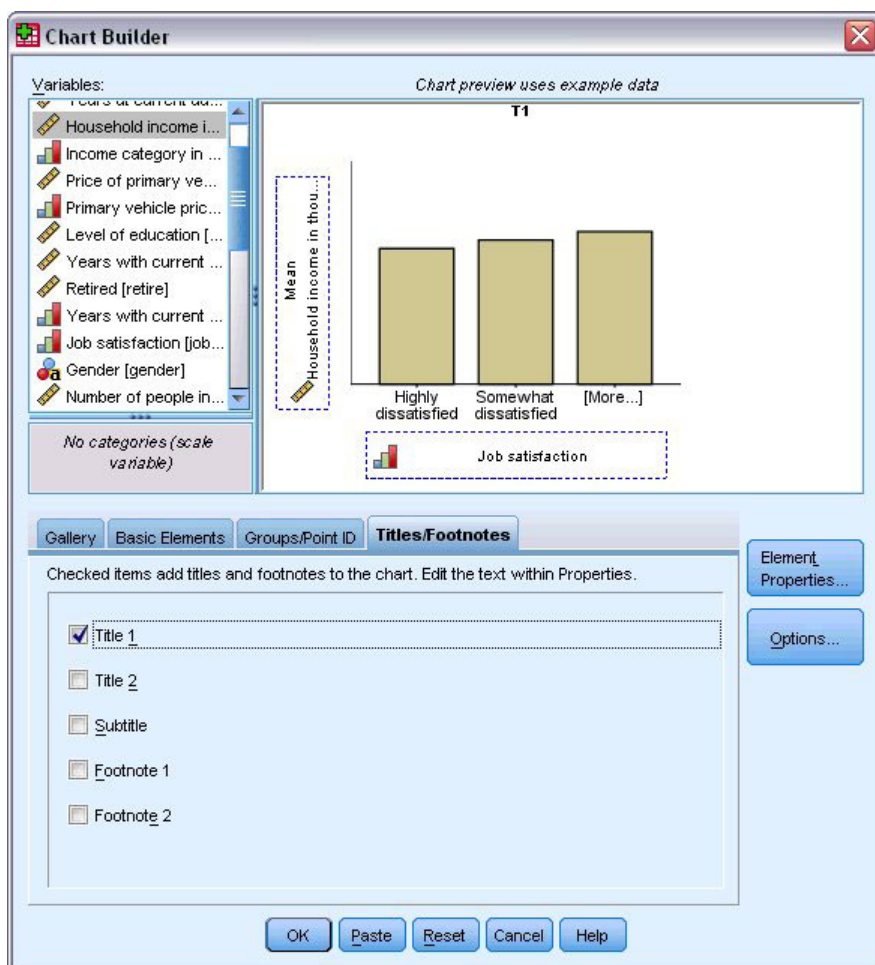 Chart Builder
Variables:
Chart preview uses example data
Household income i...
Income category in ...
Price of primary ve...
Primary vehicle pric...
Level of education [...
Years with current ...
Retired [retire]
Years with current ...
Job satisfaction [job...
Gender [gender]
Number of people in...
No categories (scale
variable)
T1
Mean
Household income in thou...
Highly
dissatisfied
Somewhat
dissatisfied
[More...]
Job satisfaction
Gallery
Basic Elements
Groups/Point ID
Titles/Footnotes
Checked items add titles and footnotes to the chart. Edit the text within Properties.
Title 1
Title 2
Subtitle
Footnote 1
Footnote 2
Element
Properties...
Options...
OK
Paste
Reset
Cancel
Help